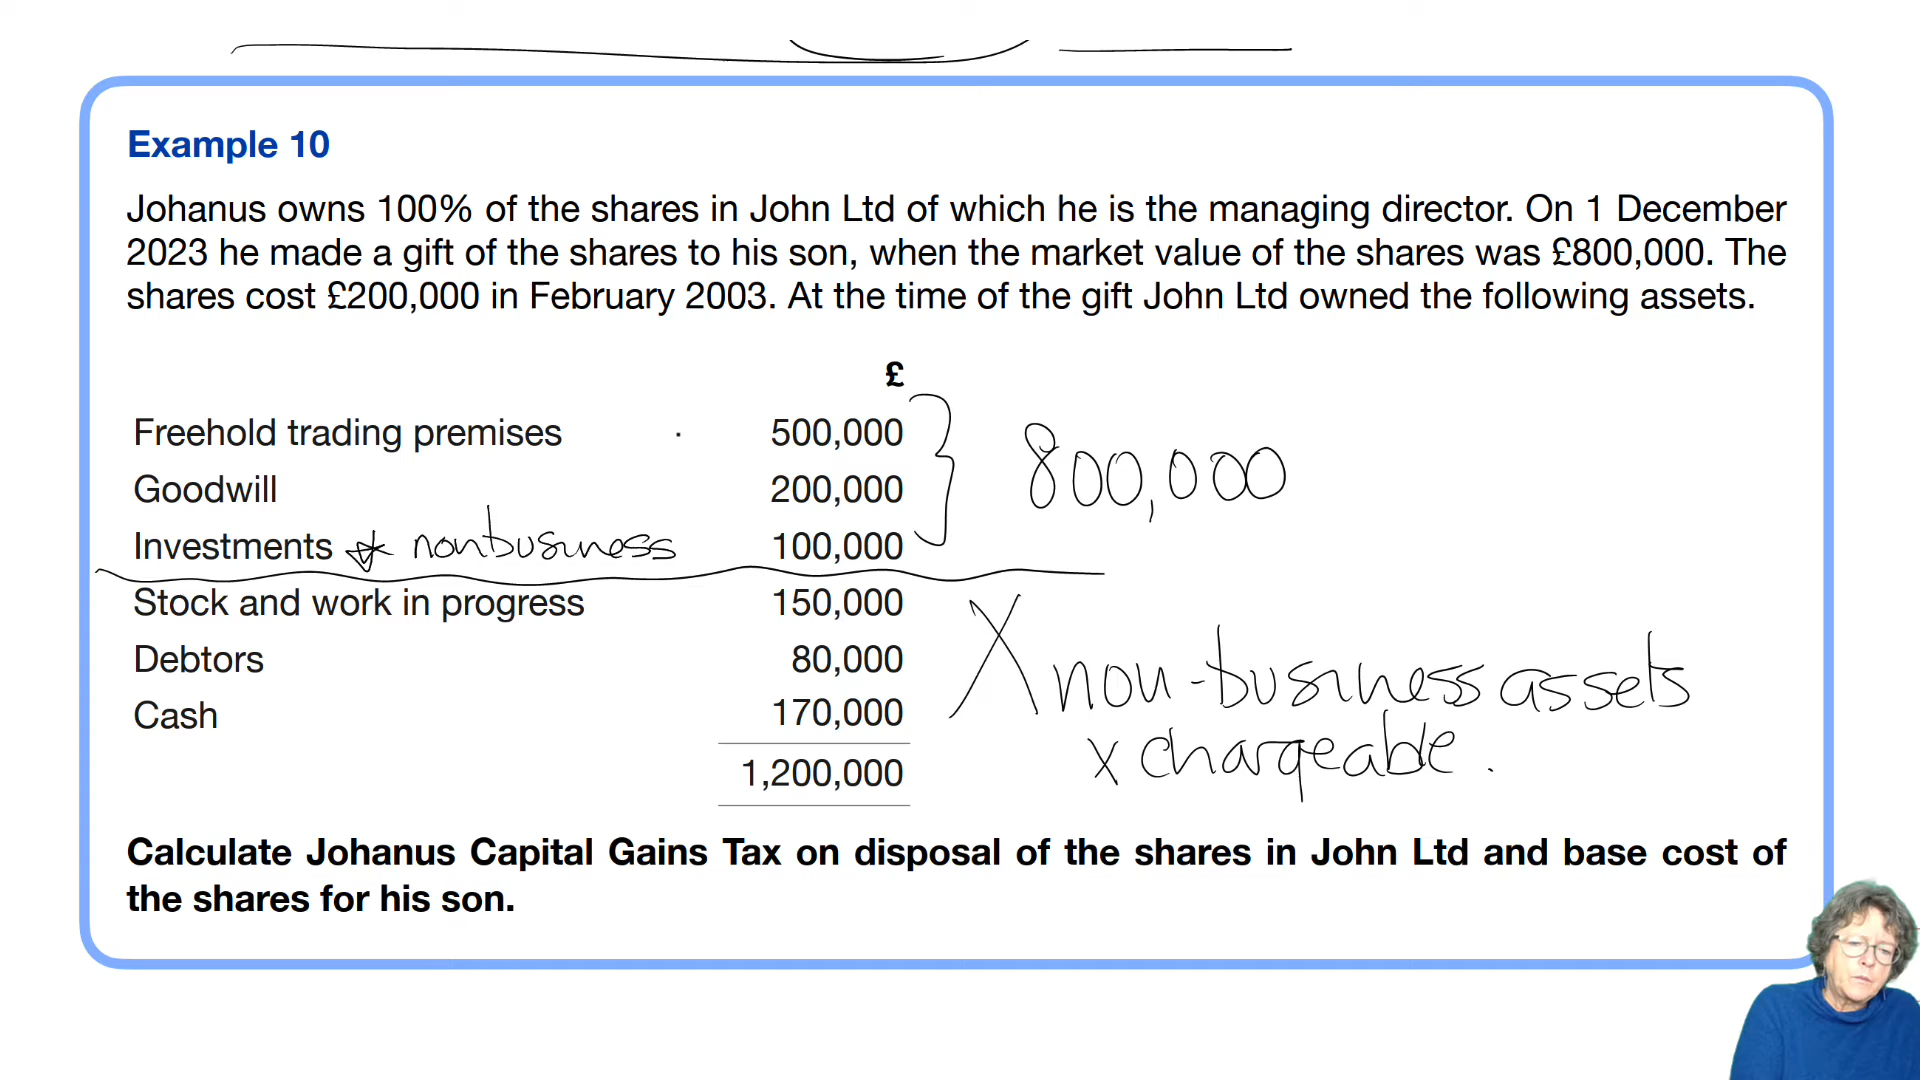 Example 10
Johanus owns 100% of the shares in John Ltd of which he is the managing director. On 1 December
2023 he made a gift of the shares to his son, when the market value of the shares was £800,000. The
shares cost £200,000 in February 2003. At the time of the gift John Ltd owned the following assets.
£
Freehold trading premises 500,000
800,000
Goodwill 200,000
Investments * nonbusiness 100,000
Stock and work in progress 150,000
Debtors 80,000
X non-business assets
Cash 170,000
x chargeable.
1,200,000
Calculate Johanus Capital Gains Tax on disposal of the shares in John Ltd and base cost of
the shares for his son.